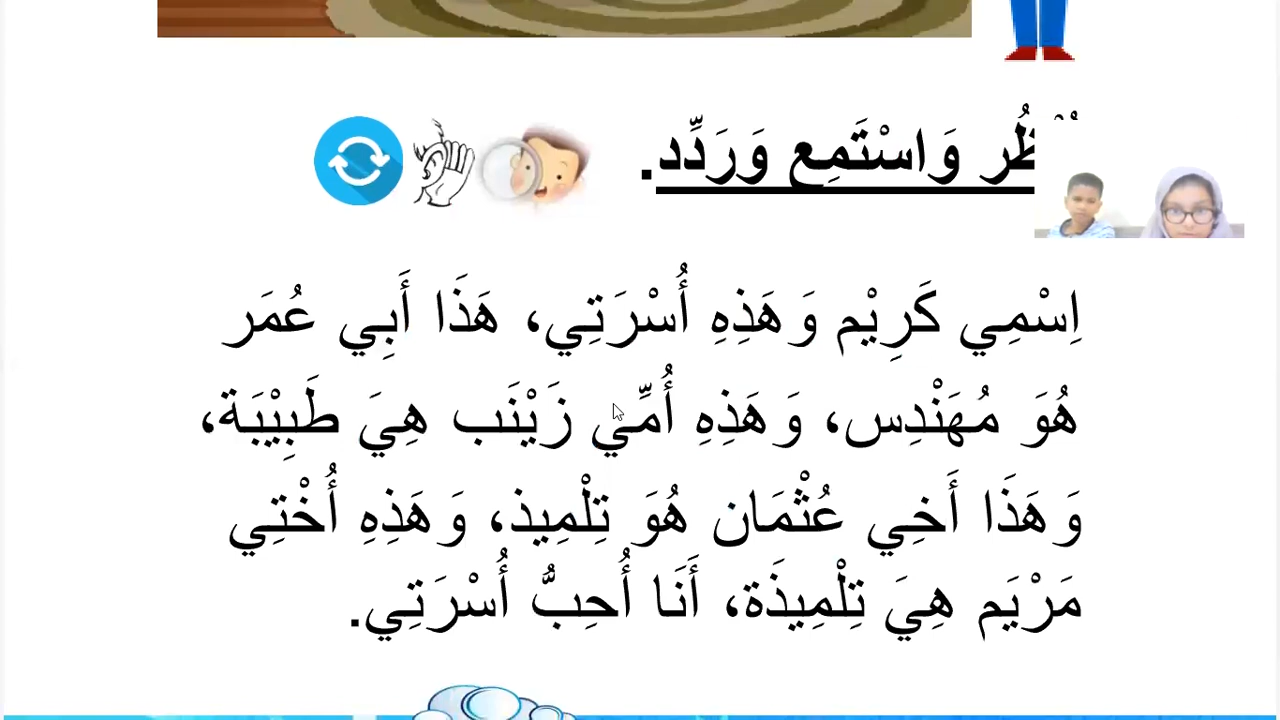 وَاسْتَمِع وَرَدِّد.
اِسْمِي كَرِيْم وَهَذِهِ أُسْرَتِي، هَذَا أَبِي عُمَر
هُوَ مُهَنْدِس، وَهَذِهِ أُمِّي زَيْنَب هِيَ طَبِيْبَة،
وَهَذَا أَخِي عُثْمَان هُوَ تِلْمِيذ، وَهَذِهِ أُخْتِي
مَرْيَم هِيَ تِلْمِيذَة، أَنَا أُحِبُّ أُسْرَتِي.